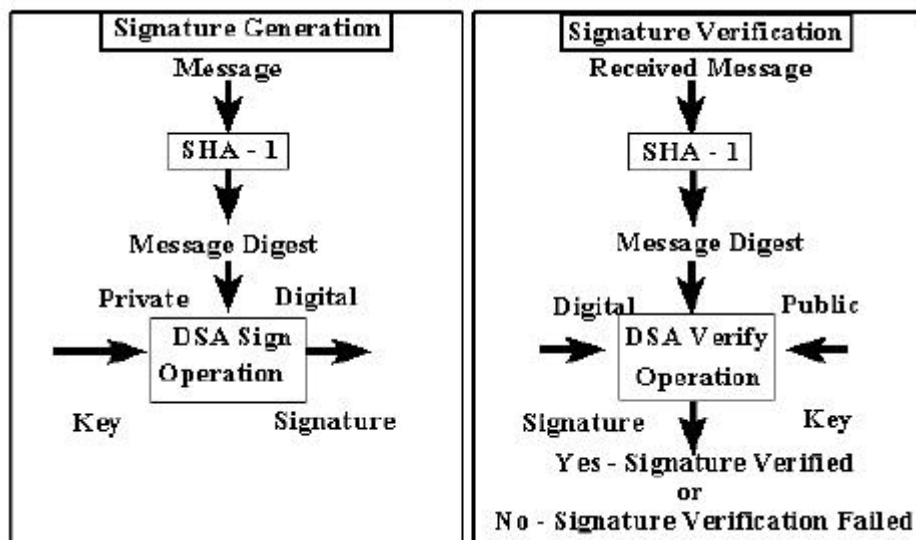 Signature Generation
Message
SHA - 1
Message Digest
Private Digital
DSA Sign
Operation
Key Signature
Signature Verification
Received Message
SHA - 1
Message Digest
Digital Public
DSA Verify
Operation
Signature Key
Yes - Signature Verified
or
No - Signature Verification Failed